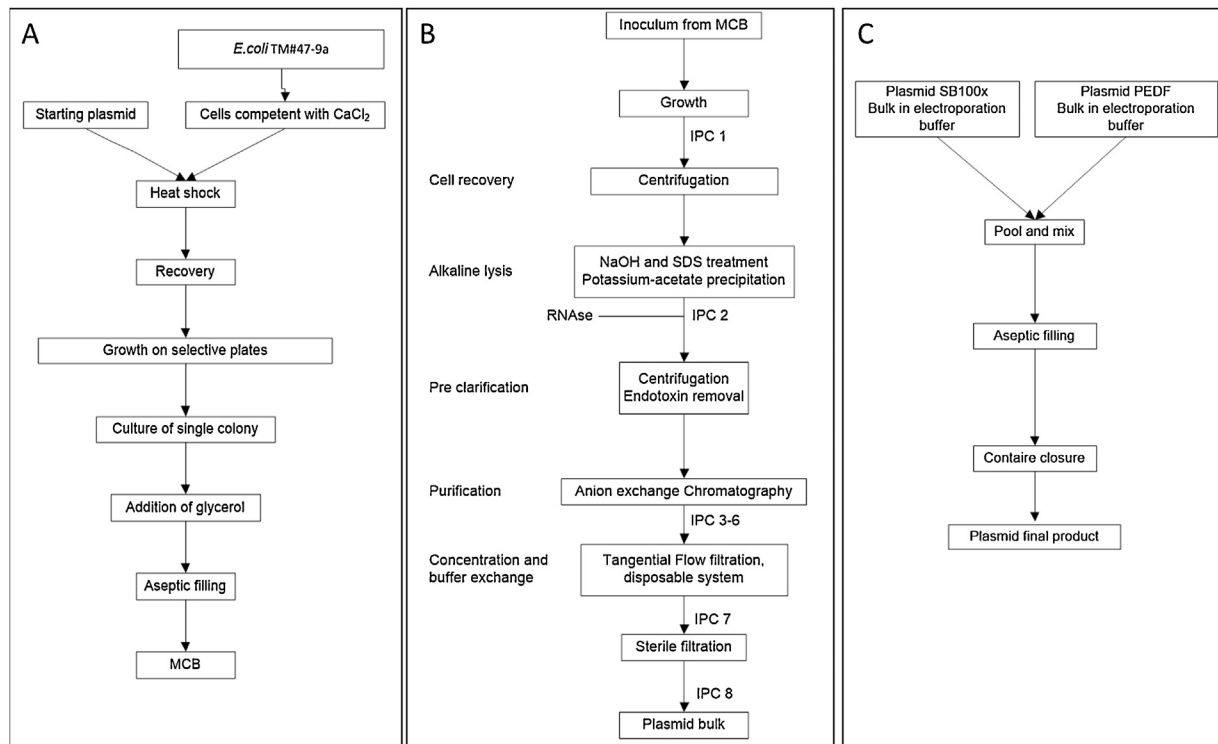 A
E.coli TM#47-9a
Starting plasmid
Cells competent with CaCl2
Heat shock
Recovery
Growth on selective plates
Culture of single colony
Addition of glycerol
Aseptic filling
MCB
B
Inoculum from MCB
Growth
IPC 1
Cell recovery
Centrifugation
Alkaline lysis
NaOH and SDS treatment
Potassium-acetate precipitation
RNAse
IPC 2
Pre clarification
Centrifugation
Endotoxin removal
Purification
Anion exchange Chromatography
IPC 3-6
Concentration and
buffer exchange
Tangential Flow filtration,
disposable system
IPC 7
Sterile filtration
IPC 8
Plasmid bulk
C
Plasmid SB100x
Bulk in electroporation
buffer
Plasmid PEDF
Bulk in electroporation
buffer
Pool and mix
Aseptic filling
Contaire closure
Plasmid final product